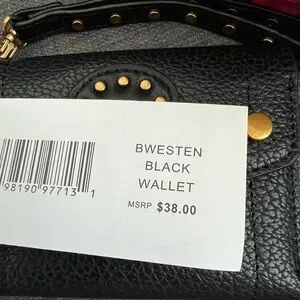 BWESTEN
BLACK
WALLET
MSRP $38.00
98190 97713 1